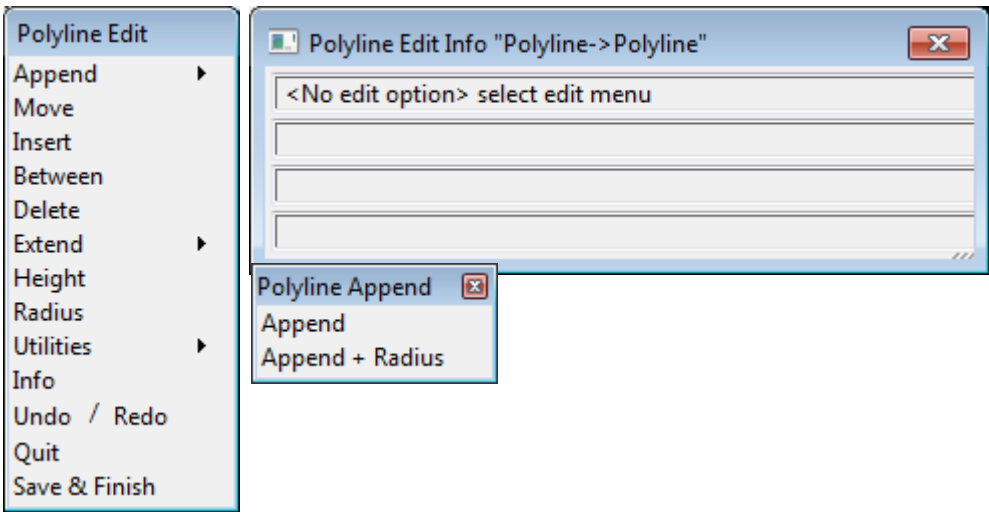 Polyline Edit
Append
Move
Insert
Between
Delete
Extend
Height
Radius
Utilities
Info
Undo / Redo
Quit
Save & Finish
Polyline Edit Info "Polyline->Polyline"
<No edit option> select edit menu
Polyline Append
Append
Append + Radius